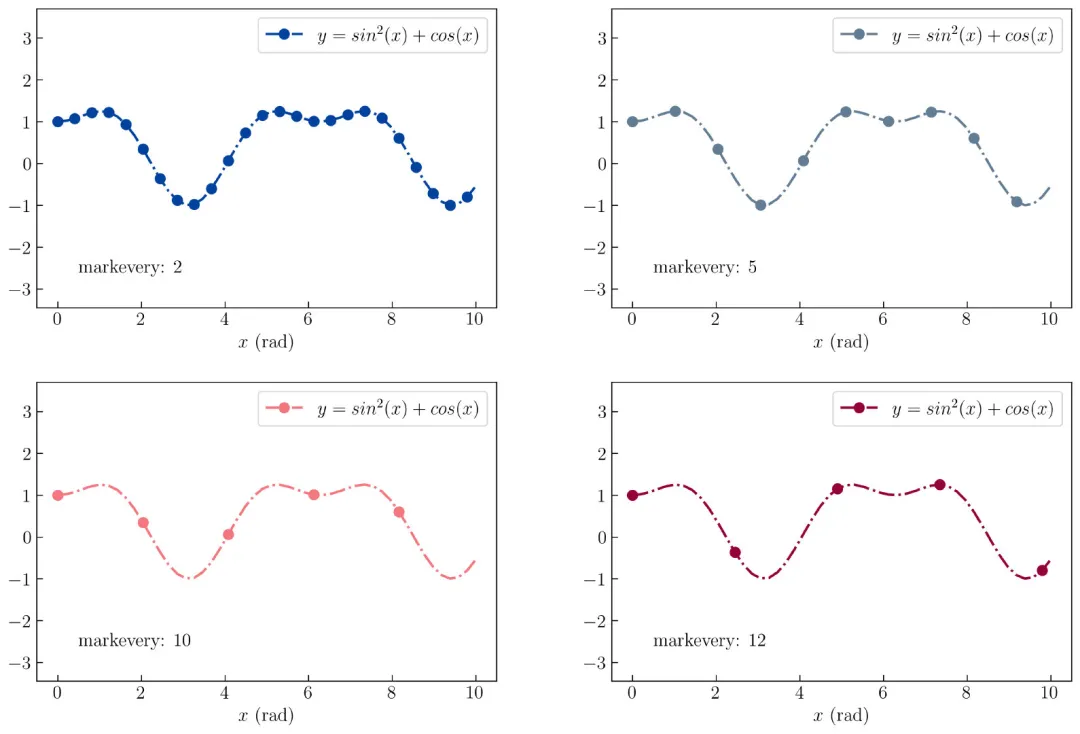 y = sin²(x) + cos(x)
3
2
1
0
−1
−2
−3
markevery: 2
0 2 4 6 8 10
x (rad)
y = sin²(x) + cos(x)
3
2
1
0
−1
−2
−3
markevery: 5
0 2 4 6 8 10
x (rad)
y = sin²(x) + cos(x)
3
2
1
0
−1
−2
−3
markevery: 10
0 2 4 6 8 10
x (rad)
y = sin²(x) + cos(x)
3
2
1
0
−1
−2
−3
markevery: 12
0 2 4 6 8 10
x (rad)